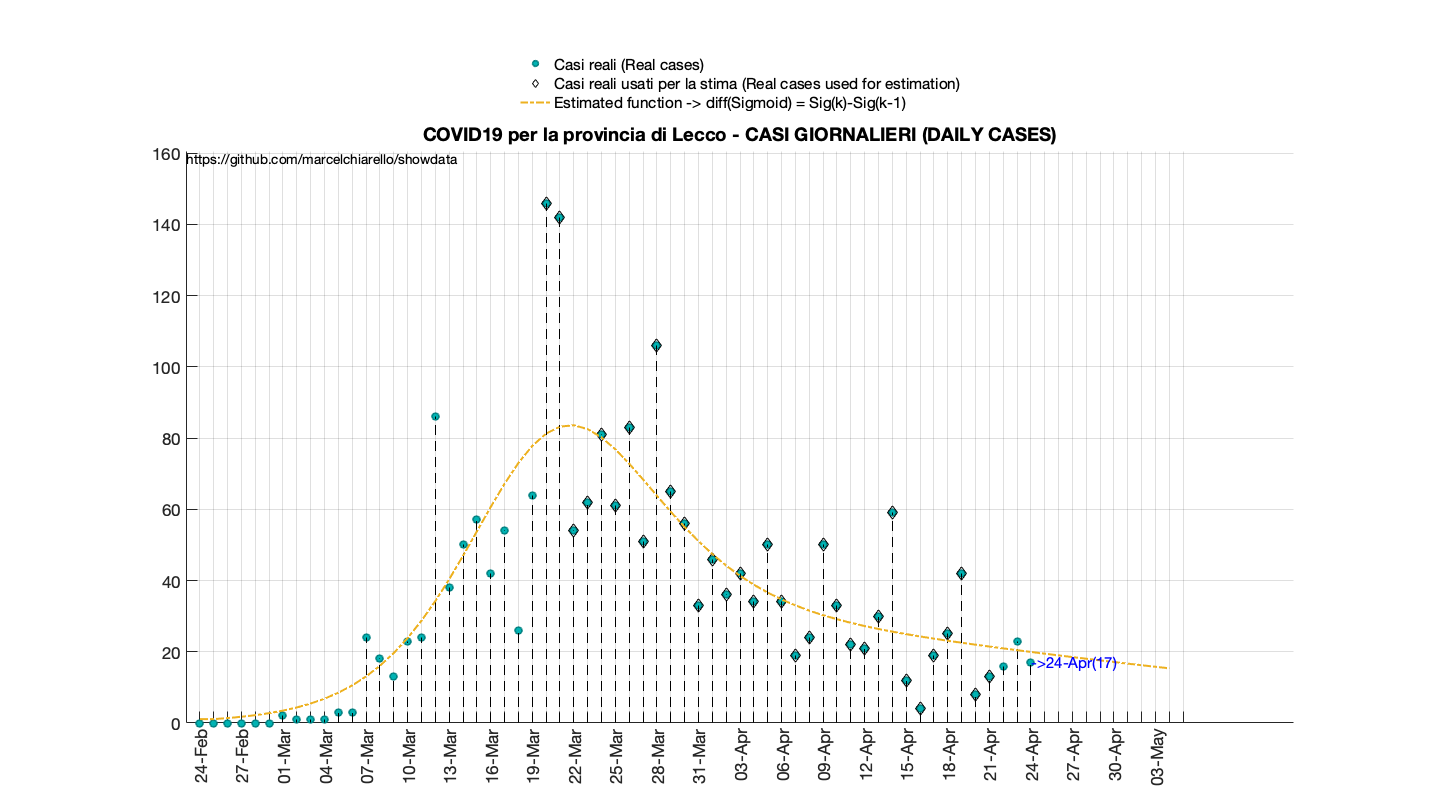 Casi reali (Real cases)
Casi reali usati per la stima (Real cases used for estimation)
Estimated function -> diff(Sigmoid) = Sig(k)-Sig(k-1)
COVID19 per la provincia di Lecco - CASI GIORNALIERI (DAILY CASES)
https://github.com/marcelchiarello/showdata
160
140
120
100
80
60
40
20
0
->24-Apr(17)
24-Feb
27-Feb
01-Mar
04-Mar
07-Mar
10-Mar
13-Mar
16-Mar
19-Mar
22-Mar
25-Mar
28-Mar
31-Mar
03-Apr
06-Apr
09-Apr
12-Apr
15-Apr
18-Apr
21-Apr
24-Apr
27-Apr
30-Apr
03-May